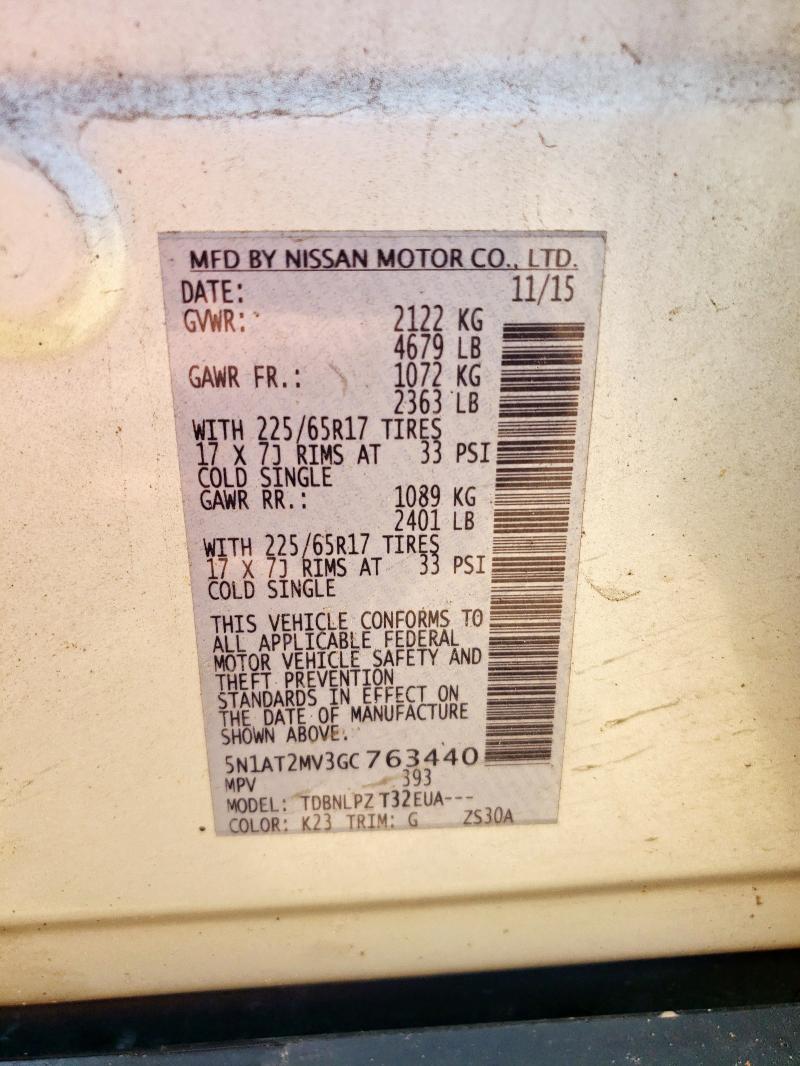 MFD BY NISSAN MOTOR CO., LTD.
DATE: 11/15
GVWR: 2122 KG
4679 LB
GAWR FR.: 1072 KG
2363 LB
WITH 225/65R17 TIRES
17 X 7J RIMS AT 33 PSI
COLD SINGLE
GAWR RR.: 1089 KG
2401 LB
WITH 225/65R17 TIRES
17 X 7J RIMS AT 33 PSI
COLD SINGLE
THIS VEHICLE CONFORMS TO
ALL APPLICABLE FEDERAL
MOTOR VEHICLE SAFETY AND
THEFT PREVENTION
STANDARDS IN EFFECT ON
THE DATE OF MANUFACTURE
SHOWN ABOVE.
5N1AT2MV3GC763440
MPV 393
MODEL: TDBNLPZ T32EUA---
COLOR: K23 TRIM: G ZS30A